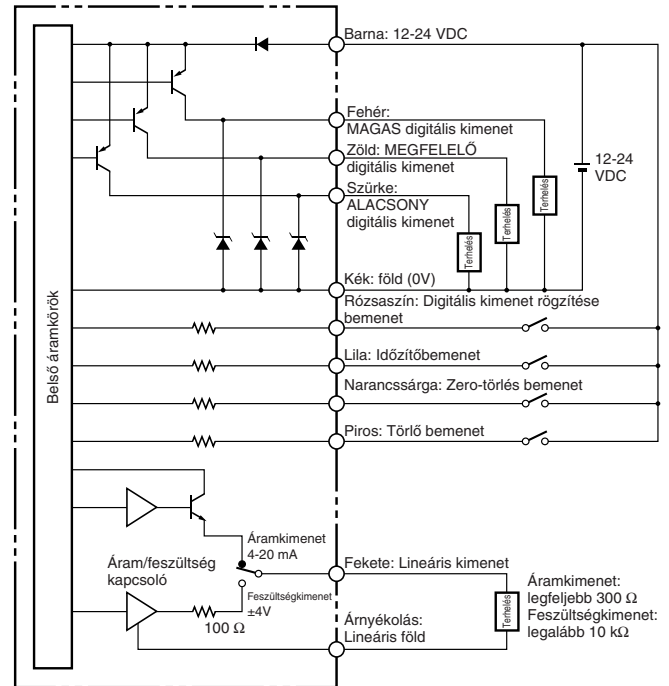 Barna: 12-24 VDC
Fehér:
MAGAS digitális kimenet
Zöld: MEGFELELŐ
digitális kimenet
Szürke:
ALACSONY
digitális kimenet
Terhelés
Terhelés
Terhelés
12-24
VDC
Kék: föld (0V)
Rózsaszín: Digitális kimenet rögzítése
bemenet
Lila: Időzítőbemenet
Narancssárga: Zero-törlés bemenet
Piros: Törlő bemenet
Belső áramkörök
Áramkimenet
4-20 mA
Áram/feszültség
kapcsoló
Feszültségkimenet
±4V
100 Ω
Fekete: Lineáris kimenet
Árnyékolás:
Lineáris föld
Terhelés
Áramkimenet:
legfeljebb 300 Ω
Feszültségkimenet:
legalább 10 kΩ